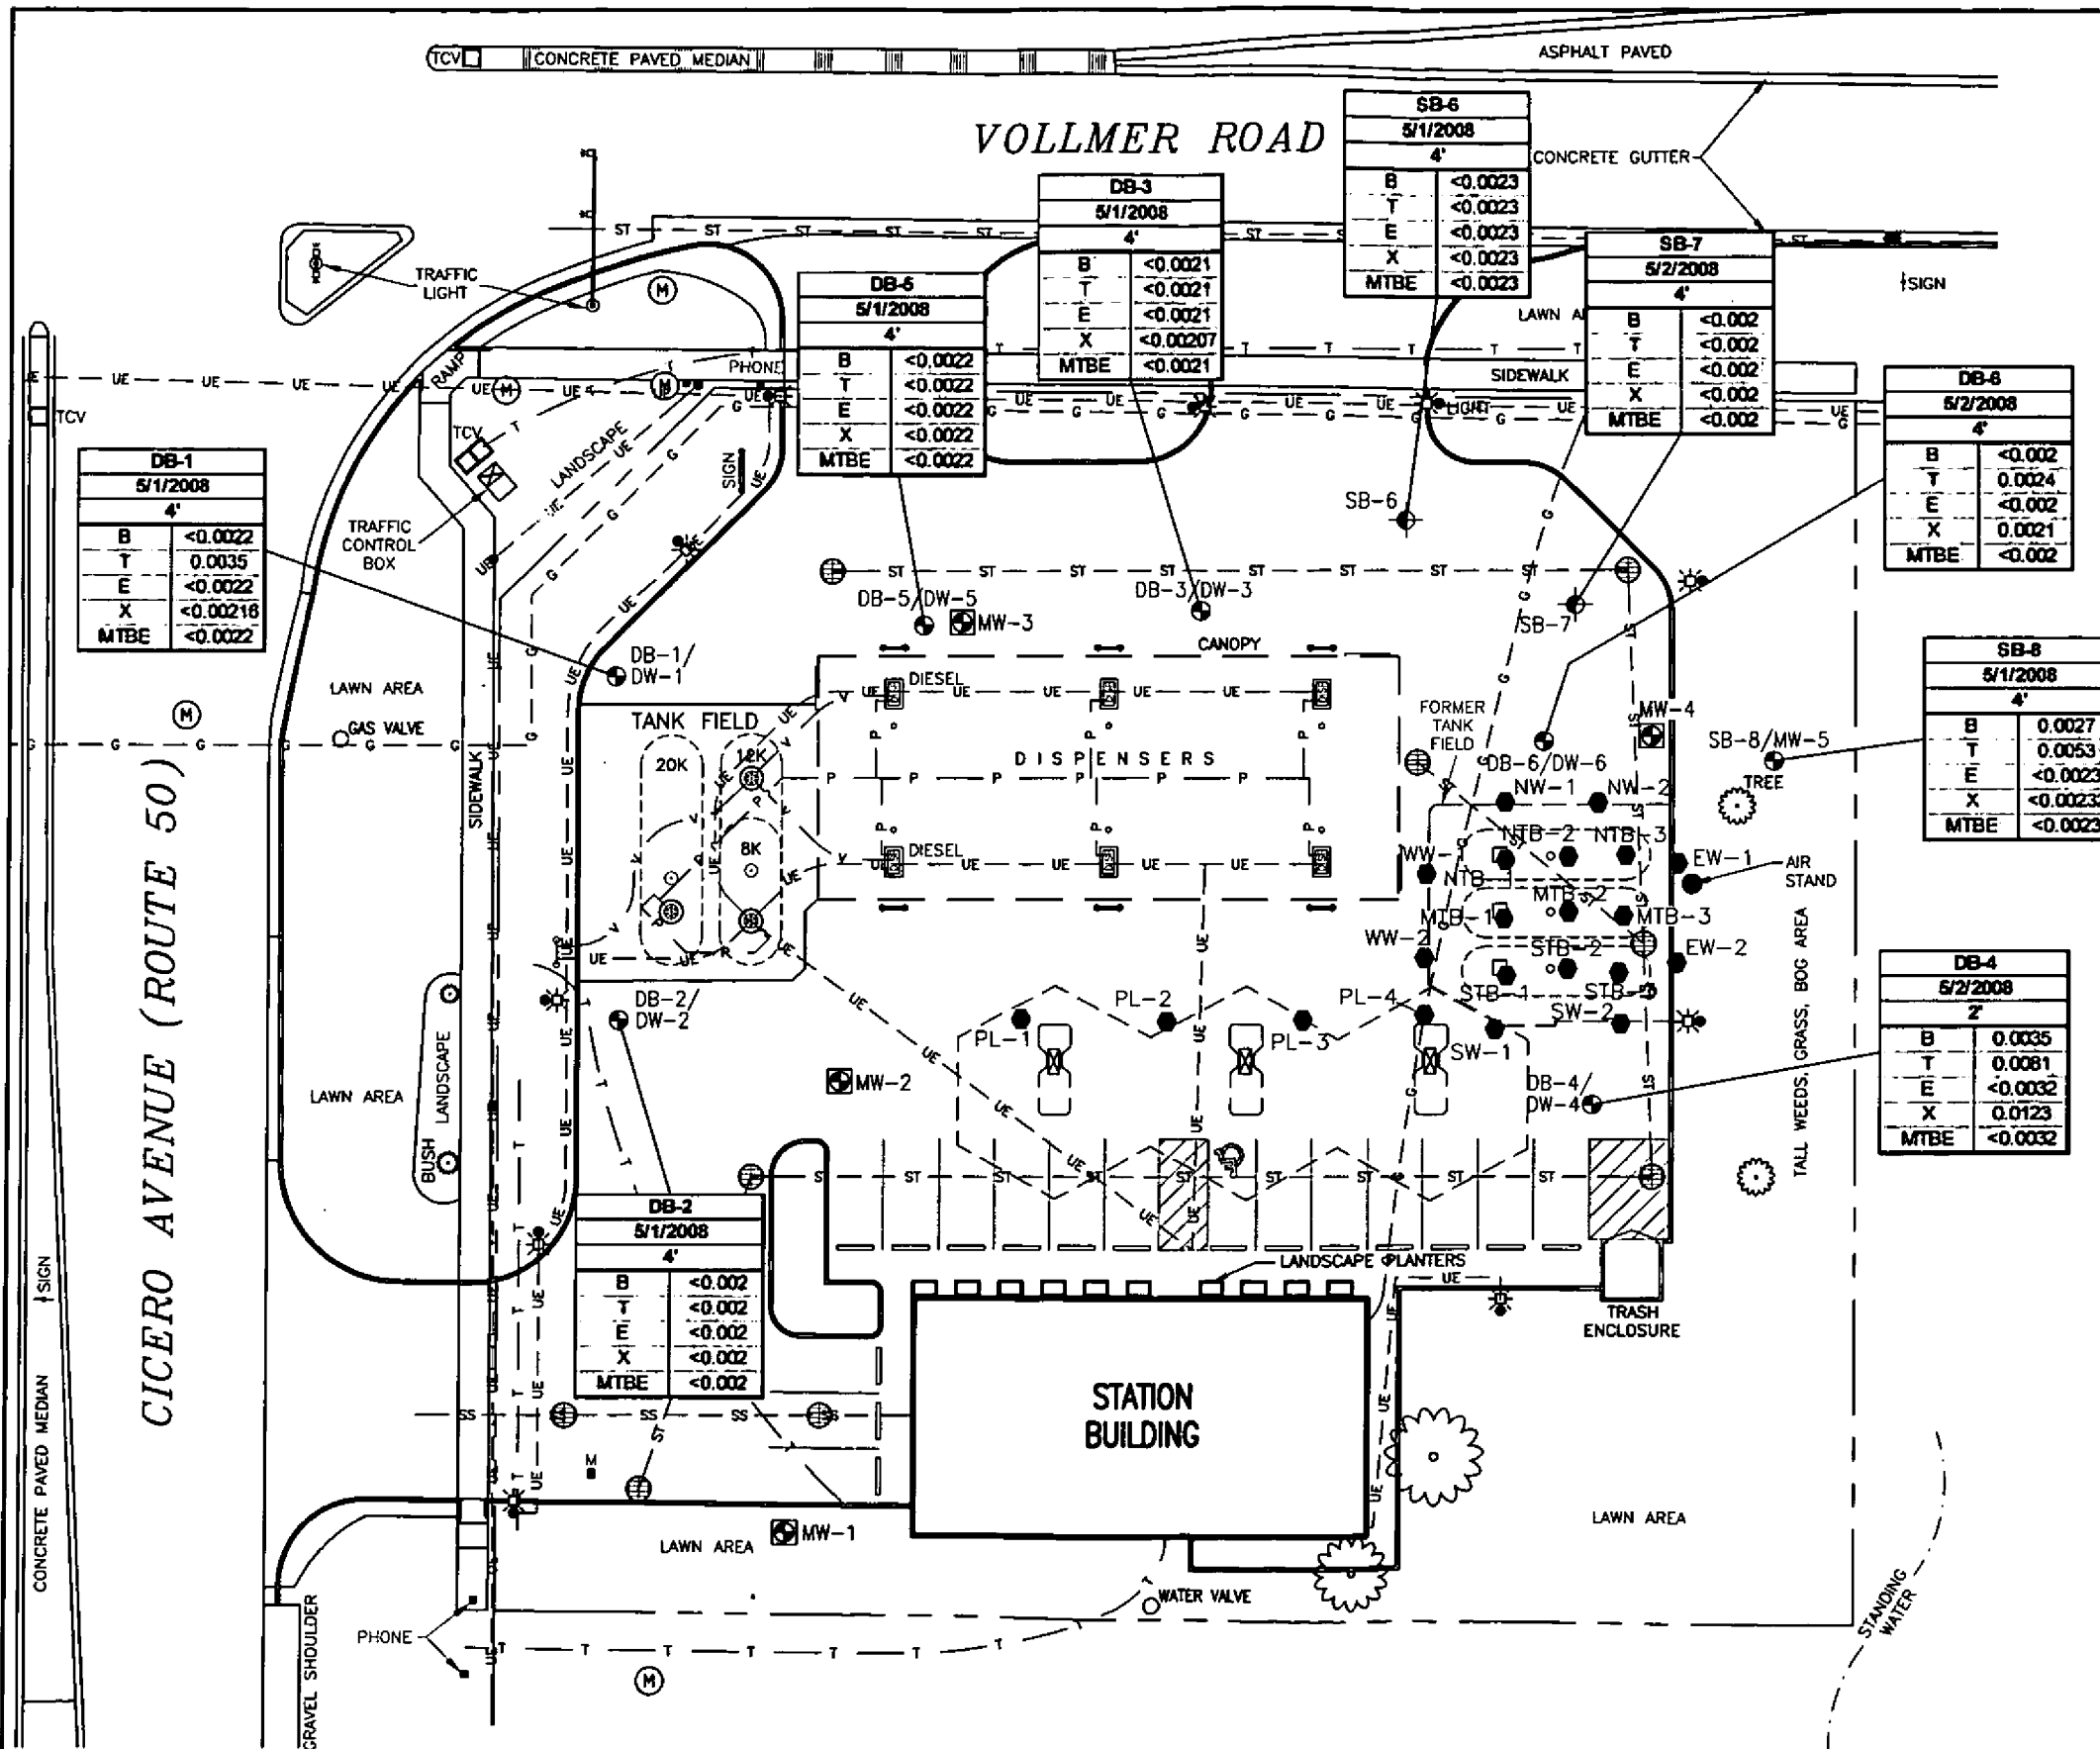 TCV
CONCRETE PAVED MEDIAN
ASPHALT PAVED
VOLLMER ROAD
CONCRETE GUTTER
SB-6
5/1/2008
4'
B <0.0023
T <0.0023
E <0.0023
X <0.0023
MTBE <0.0023
DB-3
5/1/2008
4'
B <0.0021
T <0.0021
E <0.0021
X <0.00207
MTBE <0.0021
SB-7
5/2/2008
4'
B <0.002
T <0.002
E <0.002
X <0.002
MTBE <0.002
DB-5
5/1/2008
4'
B <0.0022
T <0.0022
E <0.0022
X <0.0022
MTBE <0.0022
DB-6
5/2/2008
4'
B <0.002
T 0.0024
E <0.002
X 0.0021
MTBE <0.002
DB-1
5/1/2008
4'
B <0.0022
T 0.0035
E <0.0022
X <0.00216
MTBE <0.0022
SB-8
5/1/2008
4'
B 0.0027
T 0.0053
E <0.0023
X <0.0023
MTBE <0.0023
DB-4
5/2/2008
2'
B 0.0035
T 0.0081
E <0.0032
X 0.0123
MTBE <0.0032
DB-2
5/1/2008
4'
B <0.002
T <0.002
E <0.002
X <0.002
MTBE <0.002
TRAFFIC
LIGHT
SIGN
LAWN A
SIDEWALK
LIGHT
RAMP
PHONE
TCV
TCV
LANDSCAPE
SIGN
TRAFFIC
CONTROL
BOX
SB-6
SB-7
DB-5/DW-5
MW-3
DB-3/DW-3
CANOPY
DB-1/
DW-1
LAWN AREA
GAS VALVE
SIDEWALK
TANK FIELD
20K
12K
8K
DIESEL
DISPENSERS
DIESEL
FORMER
TANK
FIELD
MW-4
SB-8/MW-5
TREE
DB-6/DW-6
NW-1
NW-2
NTB-2
NTB-3
WW-1
NTB-1
EW-1
AIR
STAND
MTB-1
MTB-2
MTB-3
WW-2
EW-2
STB-1
STB-2
STB-3
SW-1
SW-2
PL-1
PL-2
PL-3
PL-4
DB-2/
DW-2
MW-2
DB-4/
DW-4
TALL WEEDS, GRASS, BOG AREA
CICERO AVENUE (ROUTE 50)
LAWN AREA
BUSH LANDSCAPE
SIGN
CONCRETE PAVED MEDIAN
LANDSCAPE PLANTERS
TRASH
ENCLOSURE
STATION
BUILDING
M
MW-1
LAWN AREA
LAWN AREA
WATER VALVE
PHONE
GRAVEL SHOULDER
STANDING
WATER